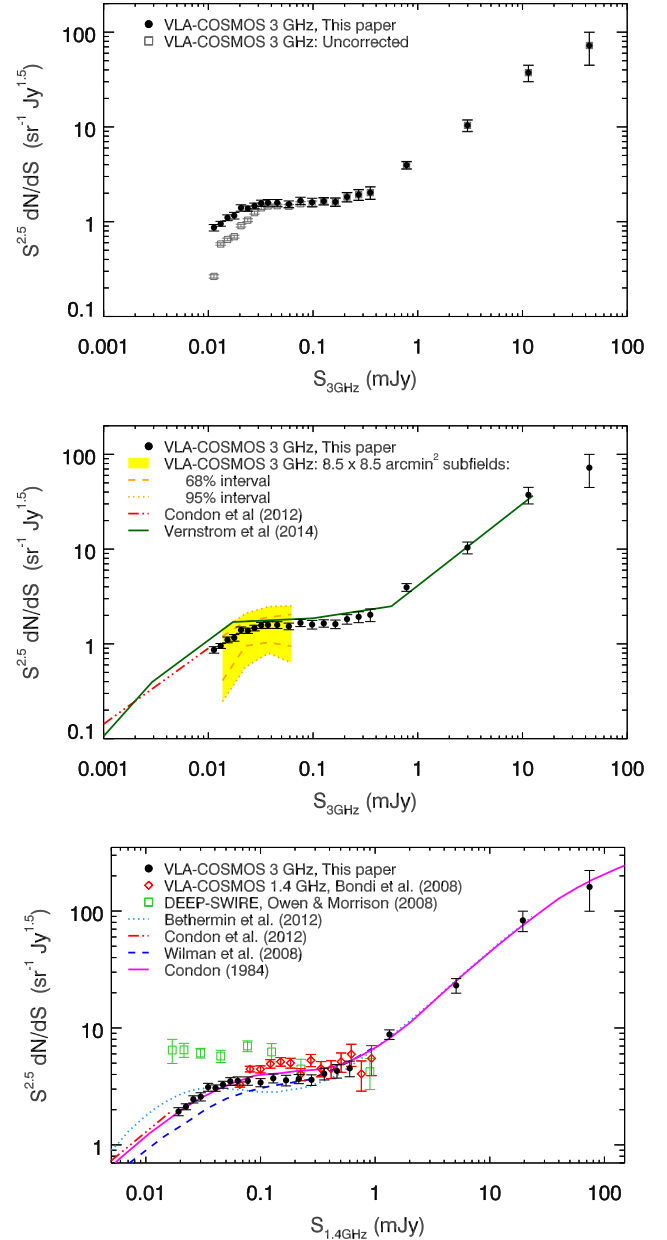 VLA-COSMOS 3 GHz, This paper
VLA-COSMOS 3 GHz: Uncorrected
100
10
1
0.1
S^2.5 dN/dS (sr^-1 Jy^1.5)
0.001 0.01 0.1 1 10 100
S_3GHz (mJy)
VLA-COSMOS 3 GHz, This paper
VLA-COSMOS 3 GHz: 8.5 x 8.5 arcmin^2 subfields:
68% interval
95% interval
Condon et al (2012)
Vernstrom et al (2014)
100
10
1
0.1
S^2.5 dN/dS (sr^-1 Jy^1.5)
0.001 0.01 0.1 1 10 100
S_3GHz (mJy)
VLA-COSMOS 3 GHz, This paper
VLA-COSMOS 1.4 GHz, Bondi et al. (2008)
DEEP-SWIRE, Owen & Morrison (2008)
Bethermin et al. (2012)
Condon et al. (2012)
Wilman et al. (2008)
Condon (1984)
100
10
1
S^2.5 dN/dS (sr^-1 Jy^1.5)
0.01 0.1 1 10 100
S_1.4GHz (mJy)